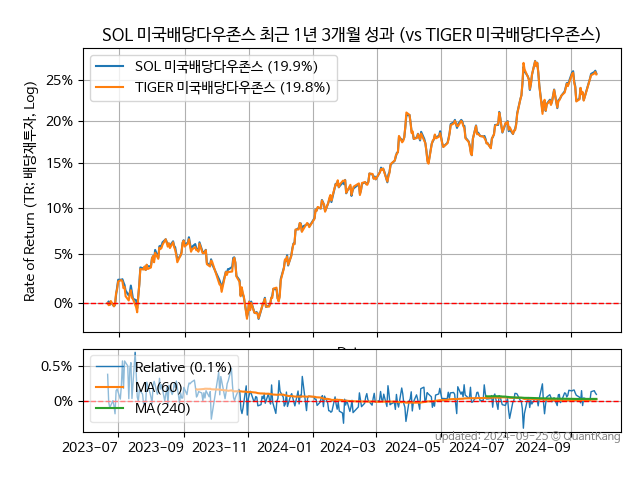 SOL 미국배당다우존스 최근 1년 3개월 성과 (vs TIGER 미국배당다우존스)
Rate of Return (TR: 배당재투자, Log)
SOL 미국배당다우존스 (19.9%)
TIGER 미국배당다우존스 (19.8%)
25%
20%
15%
10%
5%
0%
0.5%
0%
Relative (0.1%)
MA(60)
MA(240)
updated: 2024-09-25 © QuantKang
2023-07 2023-09 2023-11 2024-01 2024-03 2024-05 2024-07 2024-09